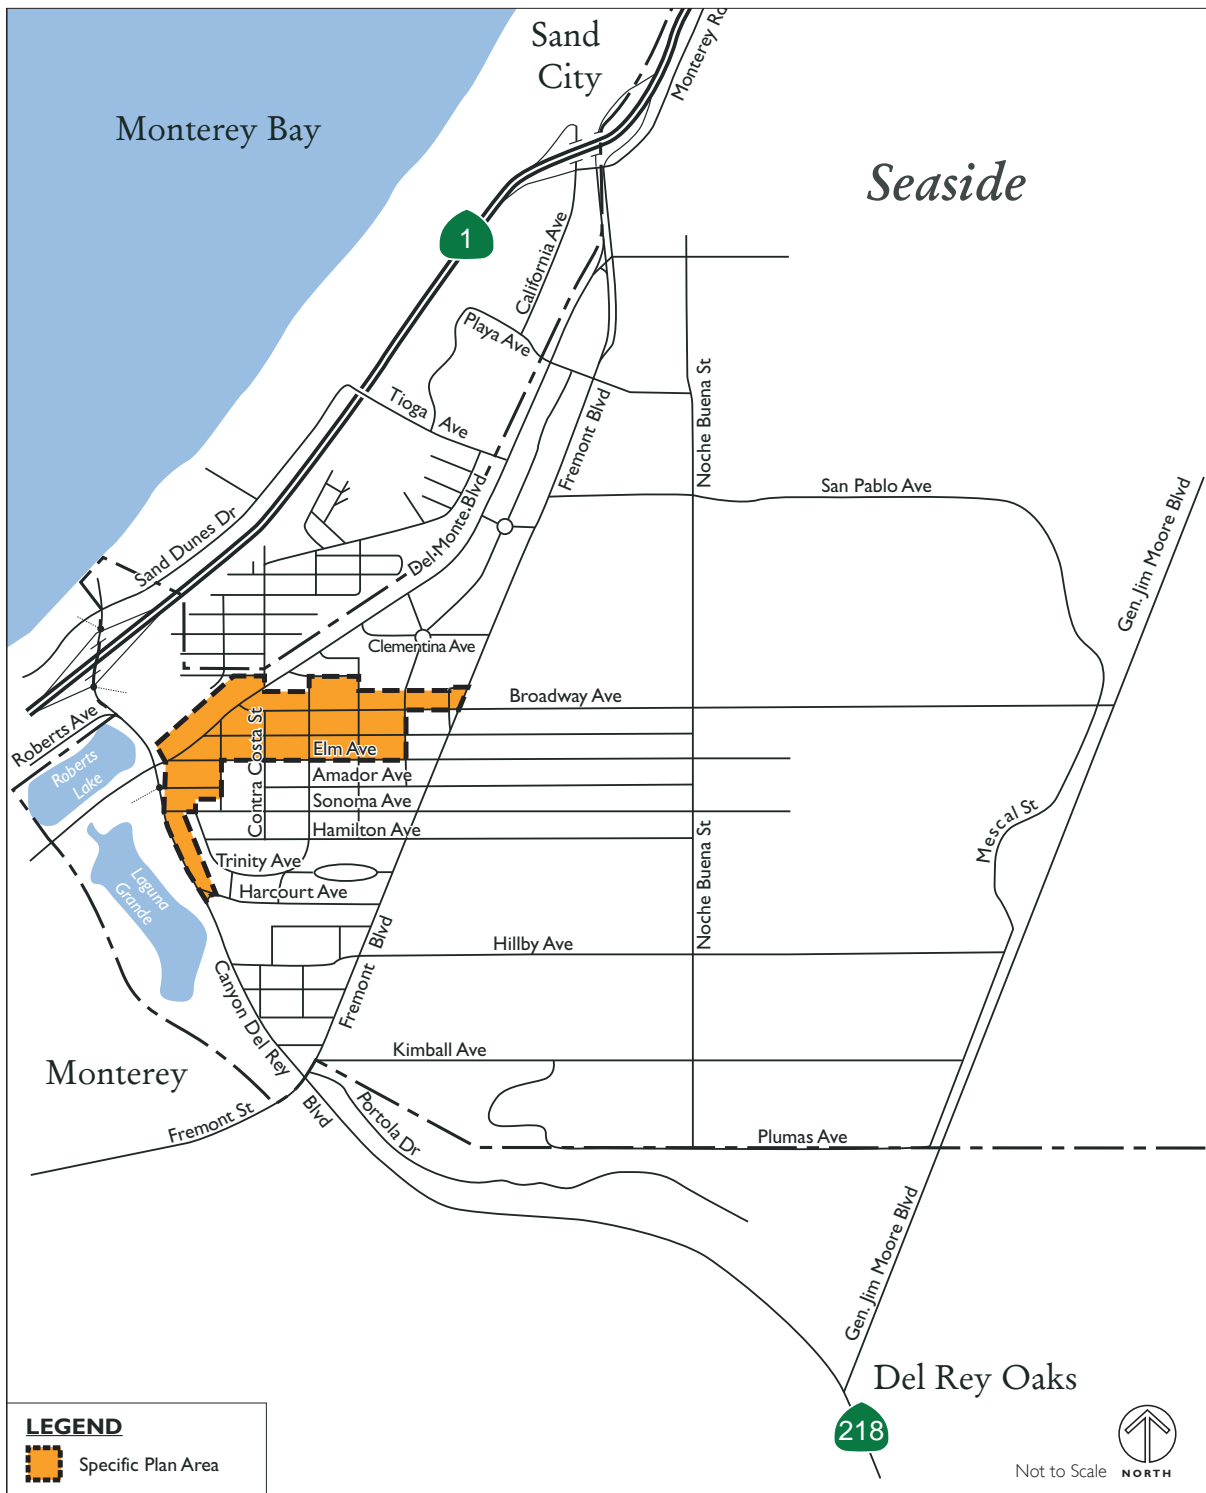 Sand
City
Monterey Rd
Monterey Bay
Seaside
1
California Ave
Playa Ave
Tioga Ave
Fremont Blvd
Noche Buena St
San Pablo Ave
Gen. Jim Moore Blvd
Sand Dunes Dr
Del Monte Blvd
Clementina Ave
Broadway Ave
Roberts Ave
Roberts
Lake
Contra Costa St
Elm Ave
Amador Ave
Sonoma Ave
Hamilton Ave
Trinity Ave
Harcourt Ave
Mescal St
Noche Buena St
Laguna
Grande
Hillby Ave
Fremont Blvd
Canyon Del Rey Blvd
Kimball Ave
Monterey
Fremont St
Portola Dr
Plumas Ave
Gen. Jim Moore Blvd
Del Rey Oaks
218
LEGEND
Specific Plan Area
Not to Scale
NORTH